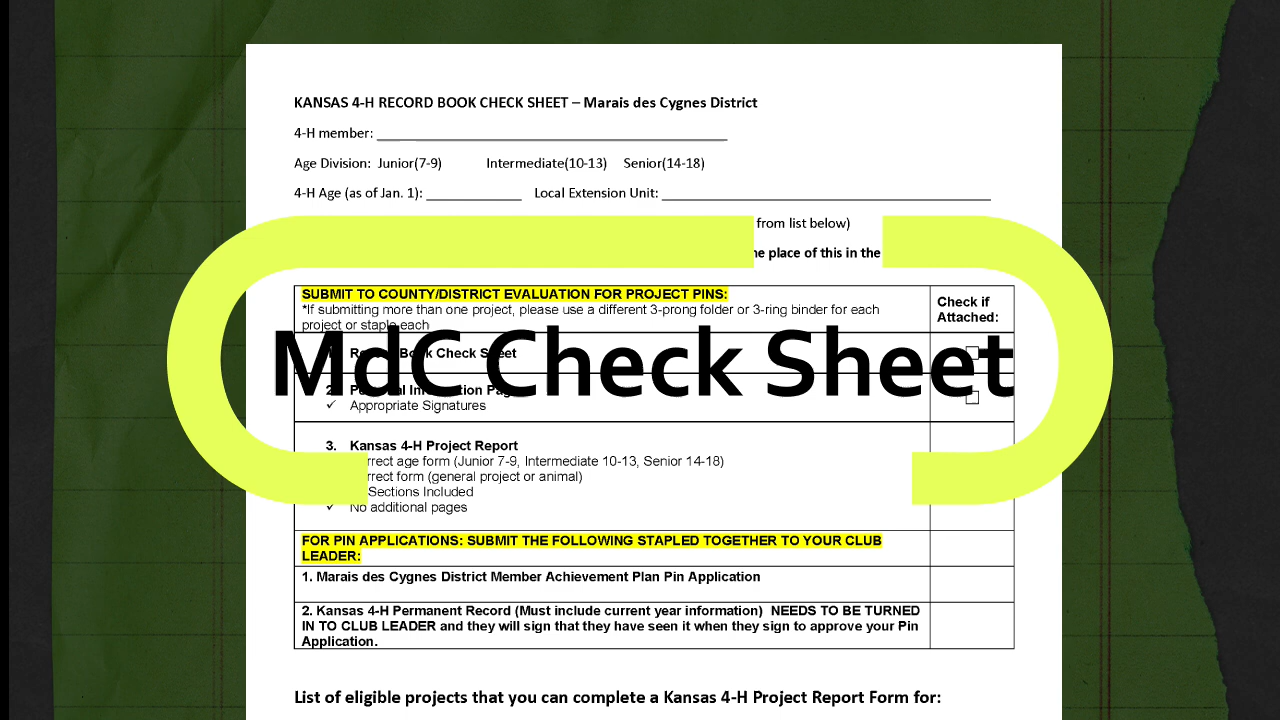 KANSAS 4-H RECORD BOOK CHECK SHEET – Marais des Cygnes District
4-H member: ___
Age Division: Junior(7-9) Intermediate(10-13) Senior(14-18)
4-H Age (as of Jan. 1): ___ Local Extension Unit: ___
from list below)
place of this in the
SUBMIT TO COUNTY/DISTRICT EVALUATION FOR PROJECT PINS:
*If submitting more than one project, please use a different 3-prong folder or 3-ring binder for each
project or staple each
Check if
Attached:
MdC Check Sheet
Book Check Sheet
2.
✓ Appropriate Signatures
3. Kansas 4-H Project Report
age form (Junior 7-9, Intermediate 10-13, Senior 14-18)
form (general project or animal)
Sections Included
✓ No additional pages
FOR PIN APPLICATIONS: SUBMIT THE FOLLOWING STAPLED TOGETHER TO YOUR CLUB
LEADER:
1. Marais des Cygnes District Member Achievement Plan Pin Application
2. Kansas 4-H Permanent Record (Must include current year information) NEEDS TO BE TURNED
IN TO CLUB LEADER and they will sign that they have seen it when they sign to approve your Pin
Application.
List of eligible projects that you can complete a Kansas 4-H Project Report Form for: